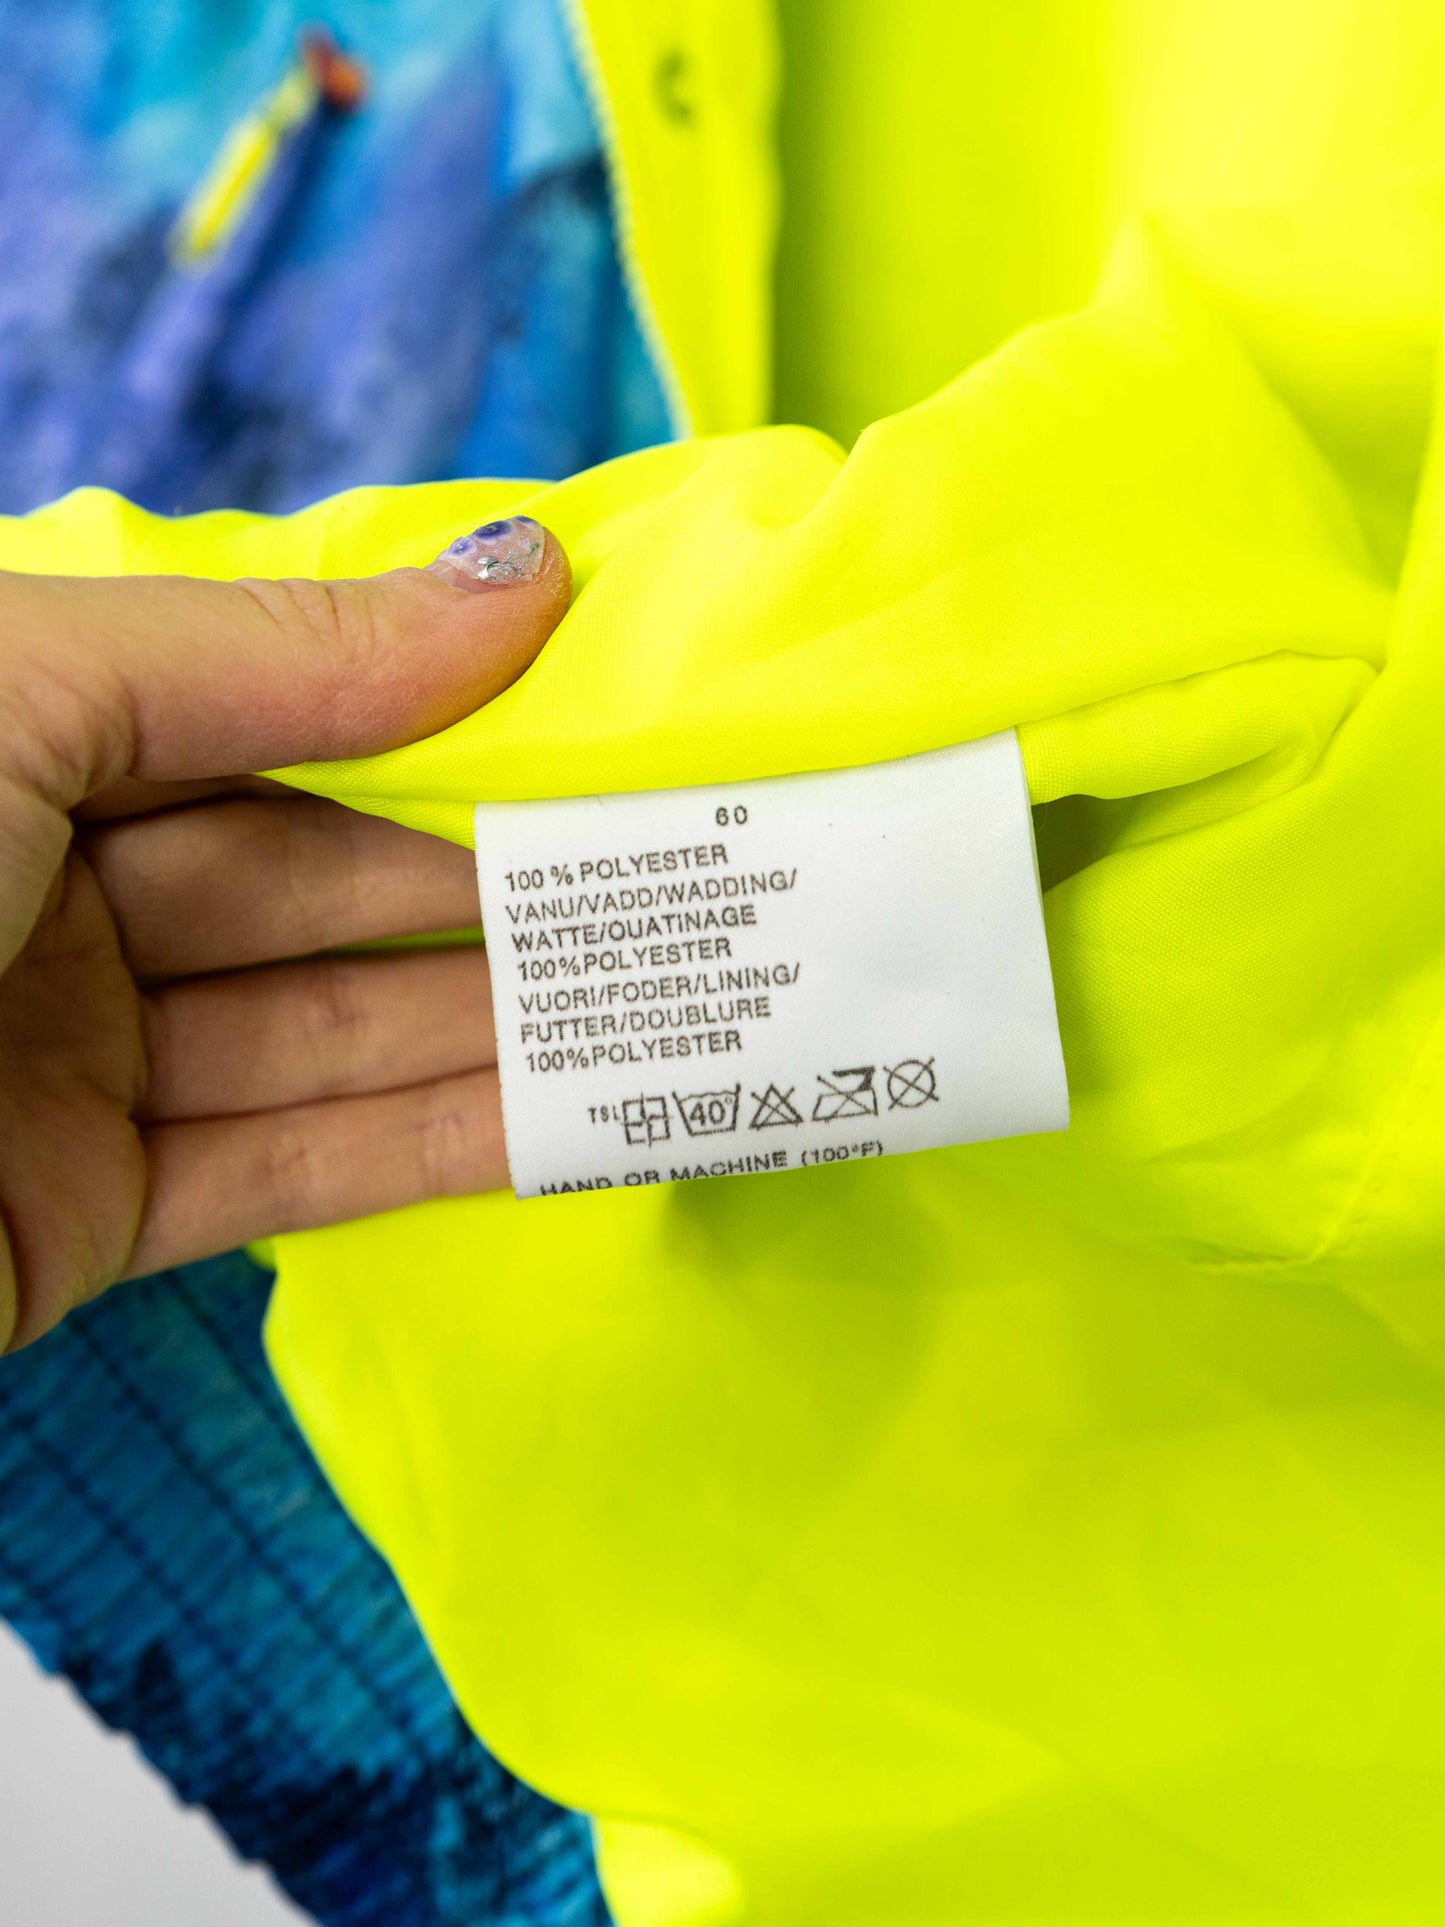 60
100 % POLYESTER
VANU/VADD/WADDING/
WATTE/OUATINAGE
100%POLYESTER
VUORI/FODER/LINING/
FUTTER/DOUBLURE
100%POLYESTER
TSL 40°
HAND OR MACHINE (100°F)